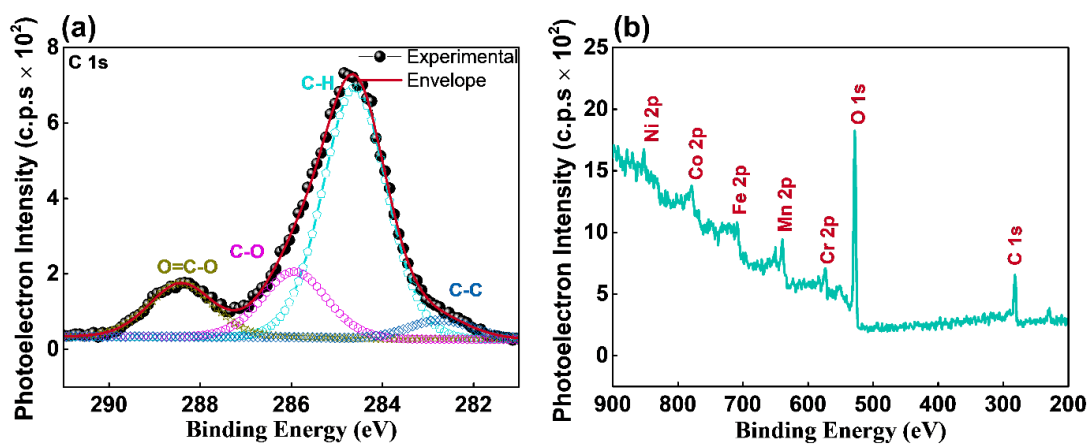 (a)
C 1s
Experimental
Envelope
C-H
C-O
O=C-O
C-C
Photoelectron Intensity (c.p.s × 10²)
10
8
6
4
2
0
290
288
286
284
282
Binding Energy (eV)
(b)
Ni 2p
Co 2p
Fe 2p
Mn 2p
Cr 2p
O 1s
C 1s
Photoelectron Intensity (c.p.s × 10²)
25
20
15
10
5
0
900
800
700
600
500
400
300
200
Binding Energy (eV)